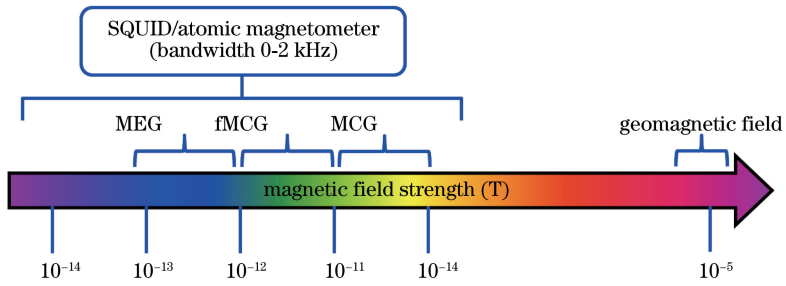 SQUID/atomic magnetometer
(bandwidth 0-2 kHz)
MEG fMCG MCG geomagnetic field
magnetic field strength (T)
10⁻¹⁴ 10⁻¹³ 10⁻¹² 10⁻¹¹ 10⁻¹⁴ 10⁻⁵